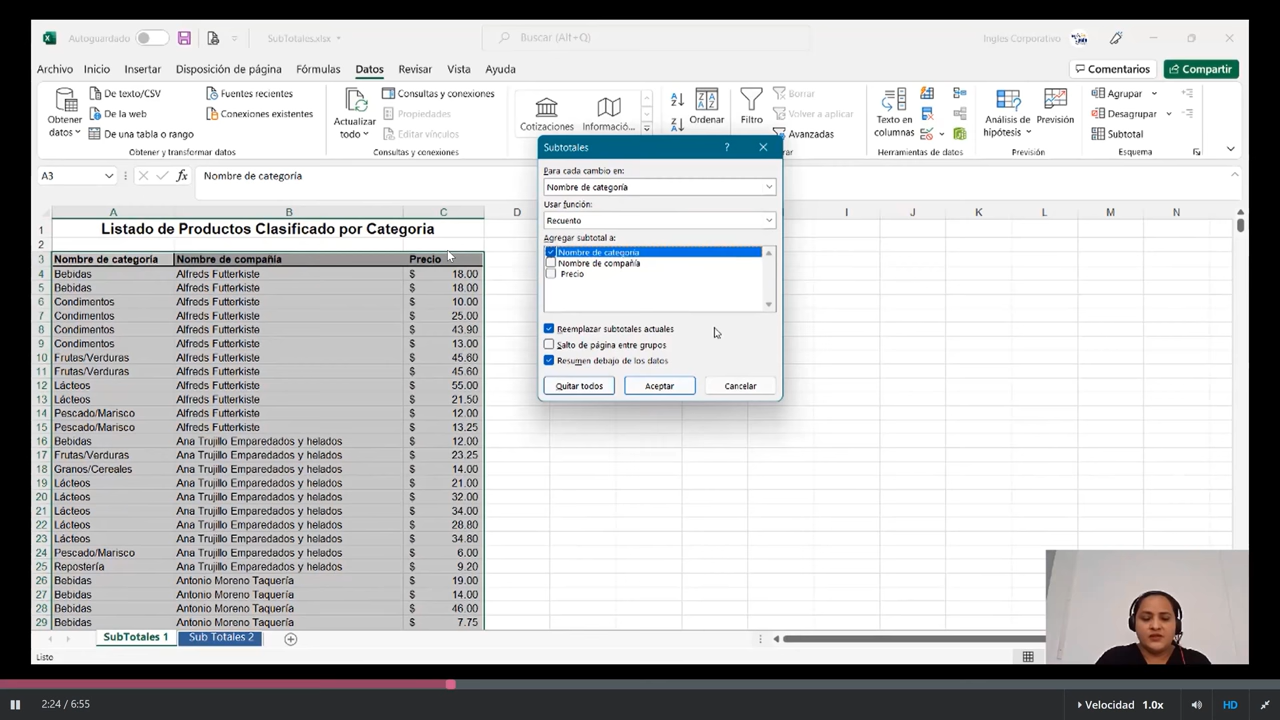 Autoguardado SubTotales.xlsx Buscar (Alt+Q) Ingles Corporativo
Archivo Inicio Insertar Disposición de página Fórmulas Datos Revisar Vista Ayuda Comentarios Compartir
Obtener datos
De texto/CSV
De la web
De una tabla o rango
Fuentes recientes
Conexiones existentes
Obtener y transformar datos
Actualizar todo
Consultas y conexiones
Propiedades
Editar vínculos
Consultas y conexiones
Cotizaciones Informació...
Ordenar
Filtro
Borrar
Volver a aplicar
Avanzadas
Texto en columnas
Herramientas de datos
Análisis de hipótesis
Previsión
Previsión
Agrupar
Desagrupar
Subtotal
Esquema
A3 fx Nombre de categoría
Subtotales ?
Para cada cambio en:
Nombre de categoría
Usar función:
Recuento
Agregar subtotal a:
Nombre de categoría
Nombre de compañía
Precio
Reemplazar subtotales actuales
Salto de página entre grupos
Resumen debajo de los datos
Quitar todos Aceptar Cancelar
A B C D I J K L M N
1 Listado de Productos Clasificado por Categoria
2
3 Nombre de categoría Nombre de compañía Precio
4 Bebidas Alfreds Futterkiste $ 18.00
5 Bebidas Alfreds Futterkiste $ 18.00
6 Condimentos Alfreds Futterkiste $ 10.00
7 Condimentos Alfreds Futterkiste $ 25.00
8 Condimentos Alfreds Futterkiste $ 43.90
9 Condimentos Alfreds Futterkiste $ 13.00
10 Frutas/Verduras Alfreds Futterkiste $ 45.60
11 Frutas/Verduras Alfreds Futterkiste $ 45.60
12 Lácteos Alfreds Futterkiste $ 55.00
13 Lácteos Alfreds Futterkiste $ 21.50
14 Pescado/Marisco Alfreds Futterkiste $ 12.00
15 Pescado/Marisco Alfreds Futterkiste $ 13.25
16 Bebidas Ana Trujillo Emparedados y helados $ 12.00
17 Frutas/Verduras Ana Trujillo Emparedados y helados $ 23.25
18 Granos/Cereales Ana Trujillo Emparedados y helados $ 14.00
19 Lácteos Ana Trujillo Emparedados y helados $ 21.00
20 Lácteos Ana Trujillo Emparedados y helados $ 32.00
21 Lácteos Ana Trujillo Emparedados y helados $ 34.00
22 Lácteos Ana Trujillo Emparedados y helados $ 28.80
23 Lácteos Ana Trujillo Emparedados y helados $ 34.80
24 Pescado/Marisco Ana Trujillo Emparedados y helados $ 6.00
25 Repostería Ana Trujillo Emparedados y helados $ 9.20
26 Bebidas Antonio Moreno Taquería $ 19.00
27 Bebidas Antonio Moreno Taquería $ 14.00
28 Bebidas Antonio Moreno Taquería $ 46.00
29 Bebidas Antonio Moreno Taquería $ 7.75
SubTotales 1 Sub Totales 2
Listo
2:24 / 6:55 Velocidad 1.0x HD